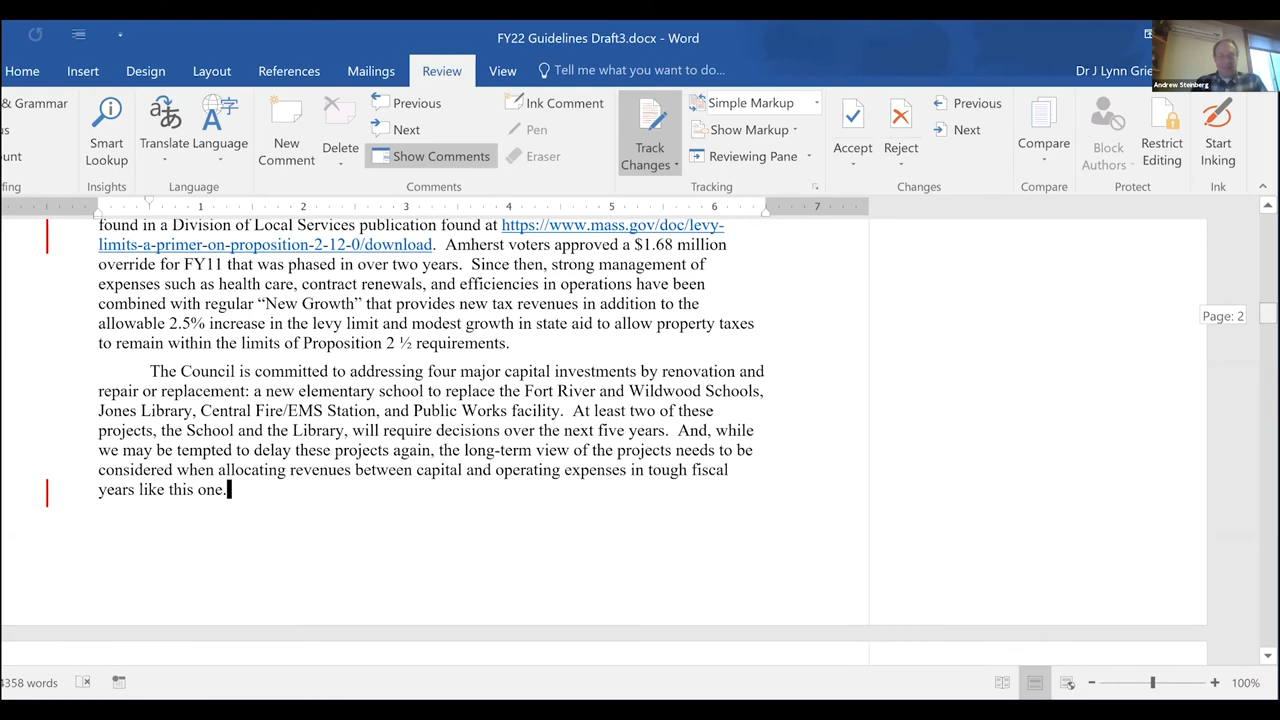 FY22 Guidelines Draft3.docx - Word
Andrew Steinberg
Home Insert Design Layout References Mailings Review View Tell me what you want to do... Dr J Lynn Grie
& Grammar
Smart Lookup
Insights
Translate Language
Language
New Comment
Delete
Previous
Next
Show Comments
Ink Comment
Pen
Eraser
Comments
Track Changes
Simple Markup
Show Markup
Reviewing Pane
Tracking
Accept
Reject
Previous
Next
Changes
Compare
Compare
Block Authors
Restrict Editing
Protect
Start Inking
Ink
1 2 3 4 5 6 7
found in a Division of Local Services publication found at https://www.mass.gov/doc/levy-
limits-a-primer-on-proposition-2-12-0/download. Amherst voters approved a $1.68 million
override for FY11 that was phased in over two years. Since then, strong management of
expenses such as health care, contract renewals, and efficiencies in operations have been
combined with regular “New Growth” that provides new tax revenues in addition to the
allowable 2.5% increase in the levy limit and modest growth in state aid to allow property taxes
to remain within the limits of Proposition 2 ½ requirements.
The Council is committed to addressing four major capital investments by renovation and
repair or replacement: a new elementary school to replace the Fort River and Wildwood Schools,
Jones Library, Central Fire/EMS Station, and Public Works facility. At least two of these
projects, the School and the Library, will require decisions over the next five years. And, while
we may be tempted to delay these projects again, the long-term view of the projects needs to be
considered when allocating revenues between capital and operating expenses in tough fiscal
years like this one.
Page: 2
4358 words
100%